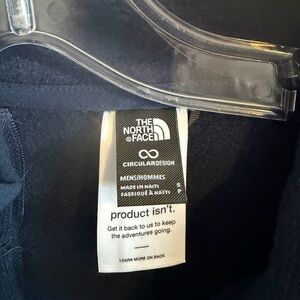 THE
NORTH
FACE
CIRCULARDESIGN
MENS/HOMMES
MADE IN HAITI
FABRIQUÉ À HAÏTI
S
P
product isn't.
Get it back to us to keep
the adventures going.
LEARN MORE ON BACK